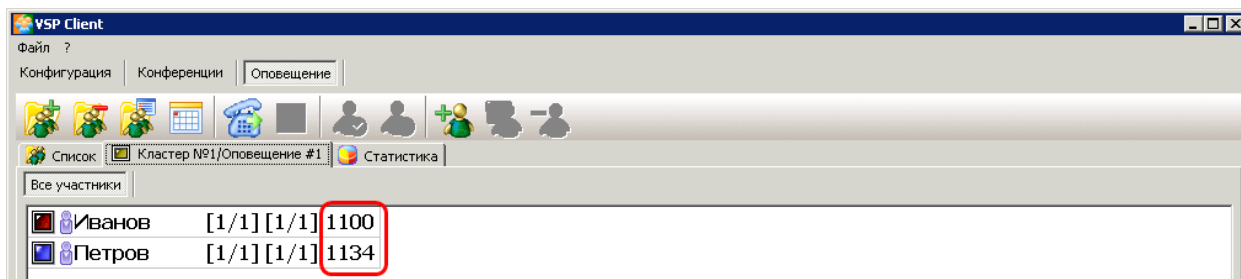 VSP Client
Файл ?
Конфигурация Конференции Оповещение
Список Кластер №1/Оповещение #1 Статистика
Все участники
Иванов [1/1] [1/1] 1100
Петров [1/1] [1/1] 1134